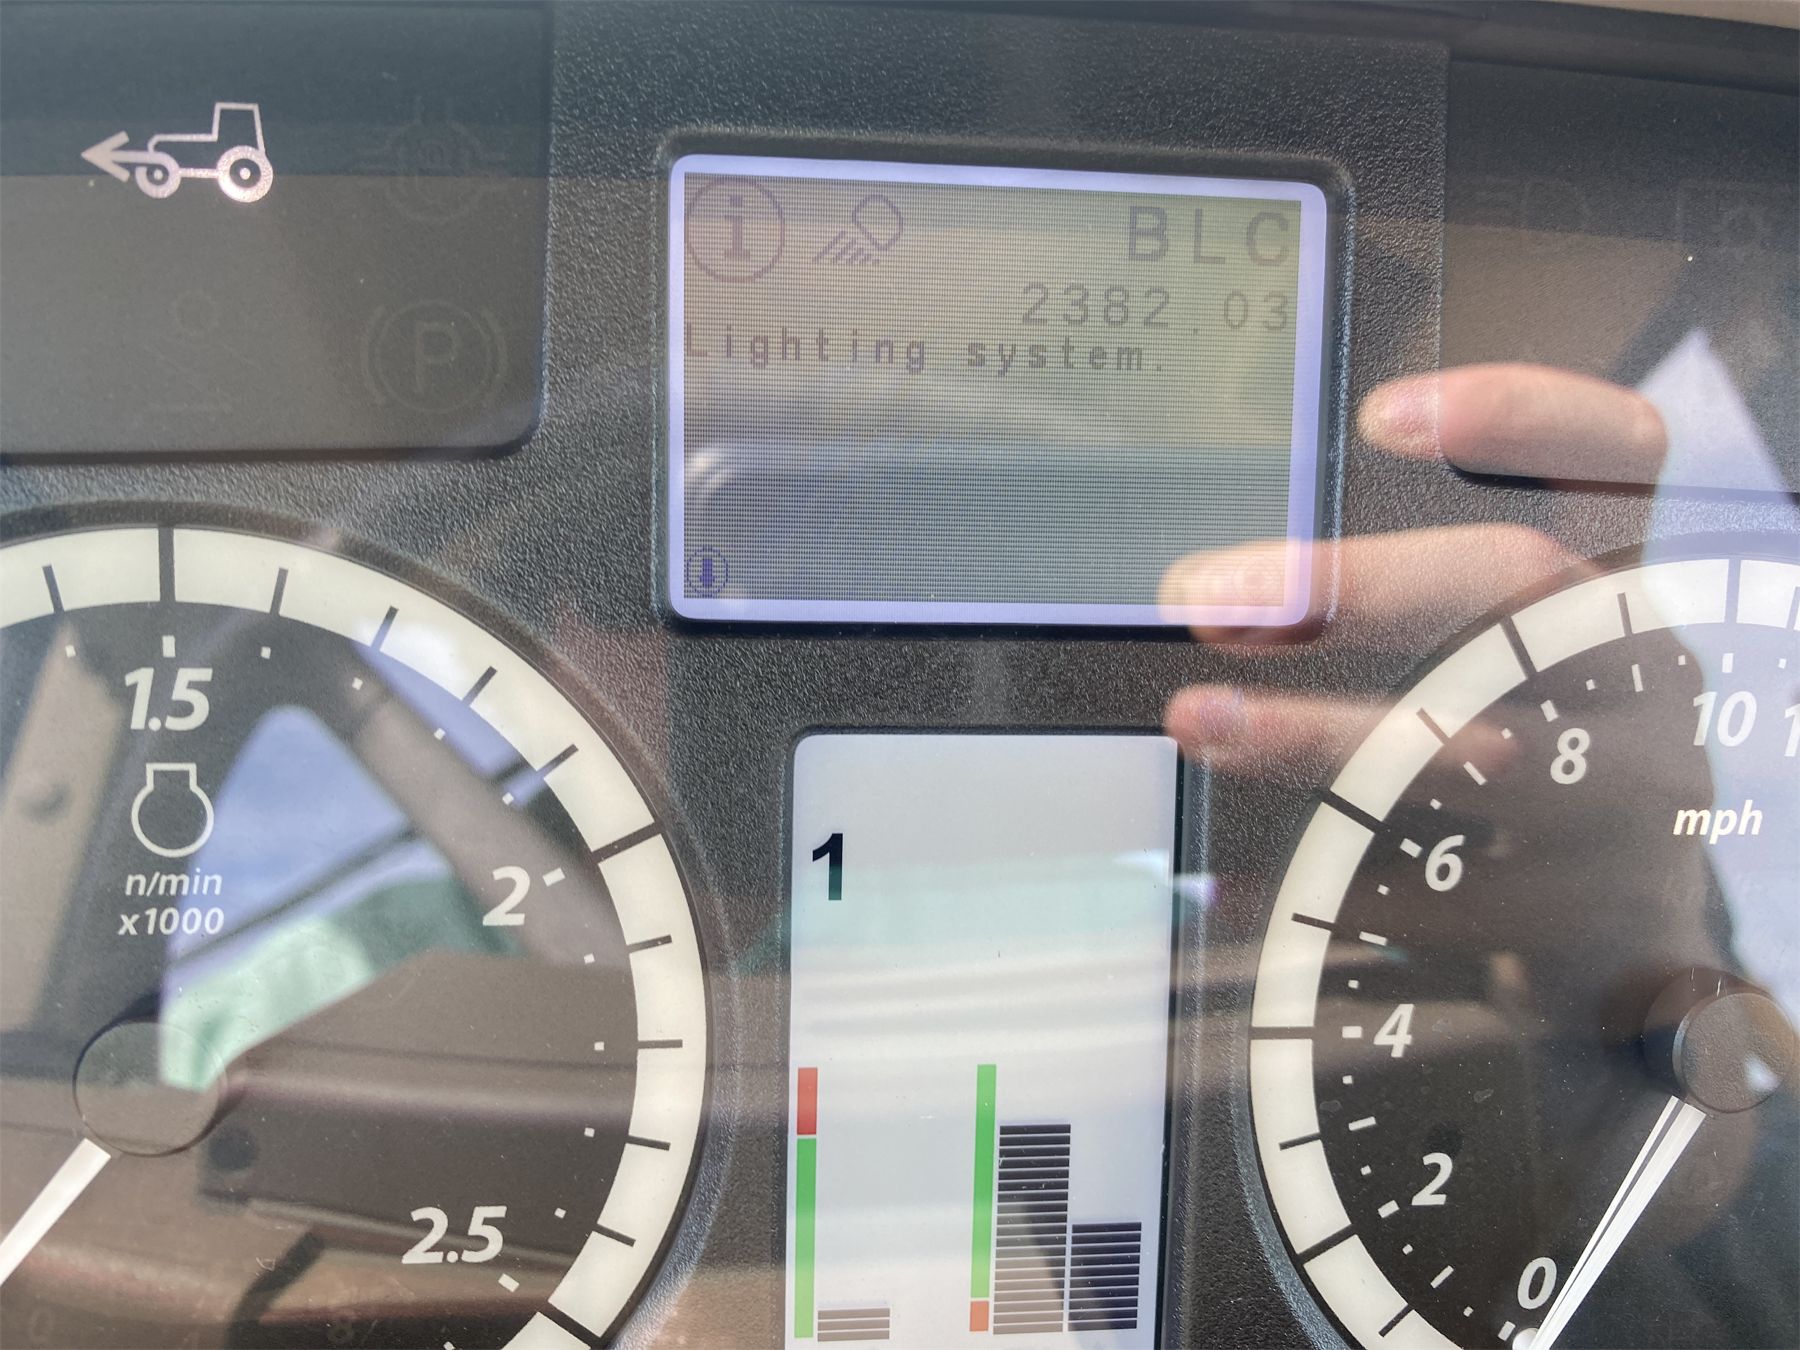 i BLC
2382.03
Lighting system.
P
C
1.5
n/min
x1000
2
2.5
1
10
8
mph
6
4
2
0